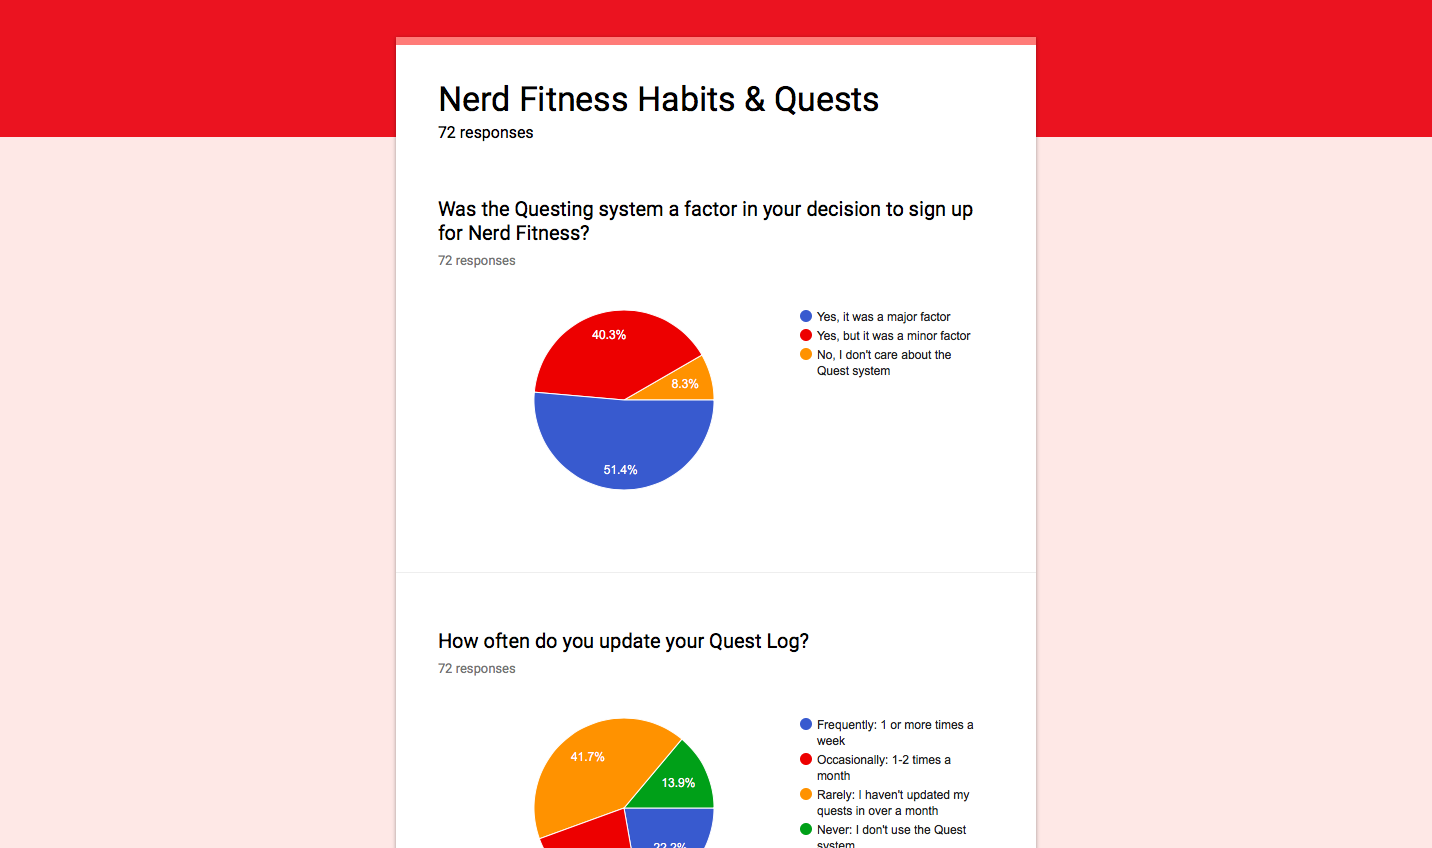 Nerd Fitness Habits & Quests
72 responses
Was the Questing system a factor in your decision to sign up
for Nerd Fitness?
72 responses
40.3%
8.3%
51.4%
Yes, it was a major factor
Yes, but it was a minor factor
No, I don't care about the
Quest system
How often do you update your Quest Log?
72 responses
41.7%
13.9%
22.2%
Frequently: 1 or more times a
week
Occasionally: 1-2 times a
month
Rarely: I haven't updated my
quests in over a month
Never: I don't use the Quest
system